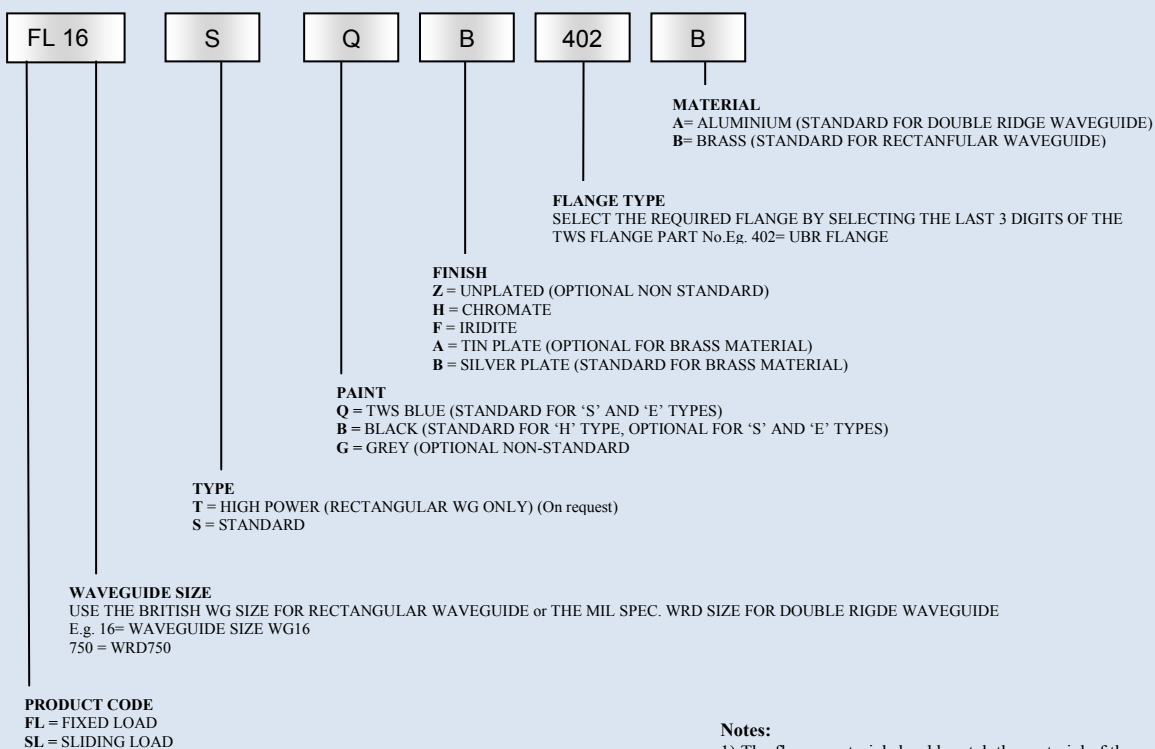 FL 16 S Q B 402 B
MATERIAL
A= ALUMINIUM (STANDARD FOR DOUBLE RIDGE WAVEGUIDE)
B= BRASS (STANDARD FOR RECTANFULAR WAVEGUIDE)
FLANGE TYPE
SELECT THE REQUIRED FLANGE BY SELECTING THE LAST 3 DIGITS OF THE
TWS FLANGE PART No.Eg. 402= UBR FLANGE
FINISH
Z = UNPLATED (OPTIONAL NON STANDARD)
H = CHROMATE
F = IRIDITE
A = TIN PLATE (OPTIONAL FOR BRASS MATERIAL)
B = SILVER PLATE (STANDARD FOR BRASS MATERIAL)
PAINT
Q = TWS BLUE (STANDARD FOR ‘S’ AND ‘E’ TYPES)
B = BLACK (STANDARD FOR ‘H’ TYPE, OPTIONAL FOR ‘S’ AND ‘E’ TYPES)
G = GREY (OPTIONAL NON-STANDARD
TYPE
T = HIGH POWER (RECTANGULAR WG ONLY) (On request)
S = STANDARD
WAVEGUIDE SIZE
USE THE BRITISH WG SIZE FOR RECTANGULAR WAVEGUIDE or THE MIL SPEC. WRD SIZE FOR DOUBLE RIGDE WAVEGUIDE
E.g. 16= WAVEGUIDE SIZE WG16
750 = WRD750
PRODUCT CODE
FL = FIXED LOAD
SL = SLIDING LOAD
Notes: